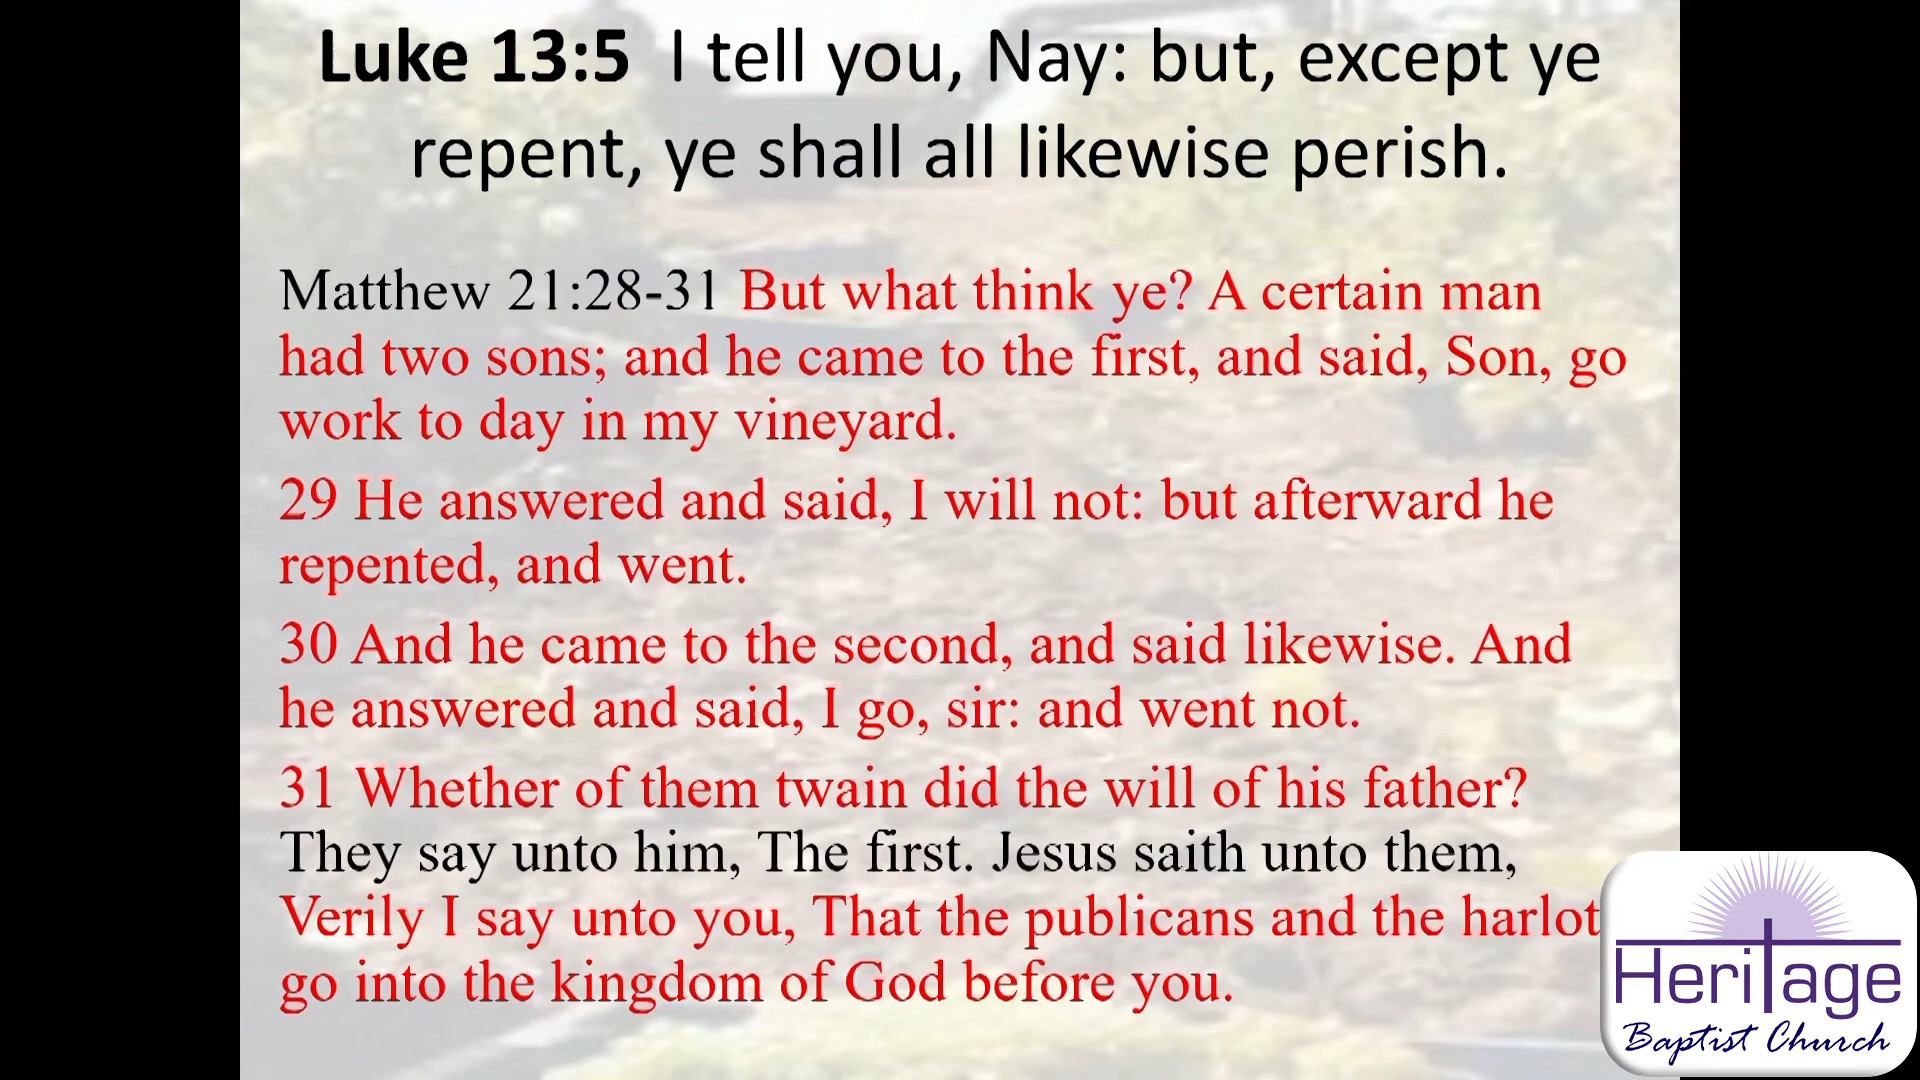 Luke 13:5 I tell you, Nay: but, except ye
repent, ye shall all likewise perish.
Matthew 21:28-31 But what think ye? A certain man
had two sons; and he came to the first, and said, Son, go
work to day in my vineyard.
29 He answered and said, I will not: but afterward he
repented, and went.
30 And he came to the second, and said likewise. And
he answered and said, I go, sir: and went not.
31 Whether of them twain did the will of his father?
They say unto him, The first. Jesus saith unto them,
Verily I say unto you, That the publicans and the harlot
go into the kingdom of God before you.
Heritage
Baptist Church